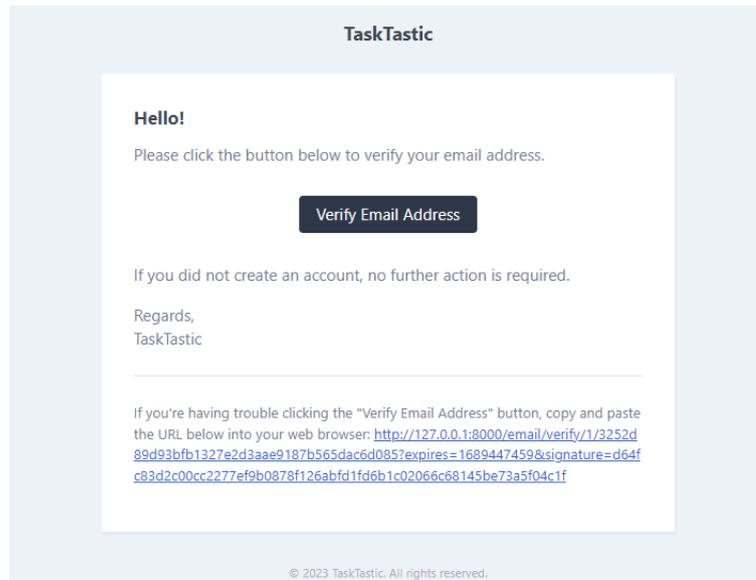 TaskTastic
Hello!
Please click the button below to verify your email address.
Verify Email Address
If you did not create an account, no further action is required.
Regards,
TaskTastic
If you're having trouble clicking the "Verify Email Address" button, copy and paste
the URL below into your web browser: http://127.0.0.1:8000/email/verify/1/3252d
89d93bfb1327e2d3aae9187b565dac6d085?expires=1689447459&signature=d64f
c83d2c00cc2277ef9b0878f126abfd1fd6b1c02066c68145be73a5f04c1f
© 2023 TaskTastic. All rights reserved.